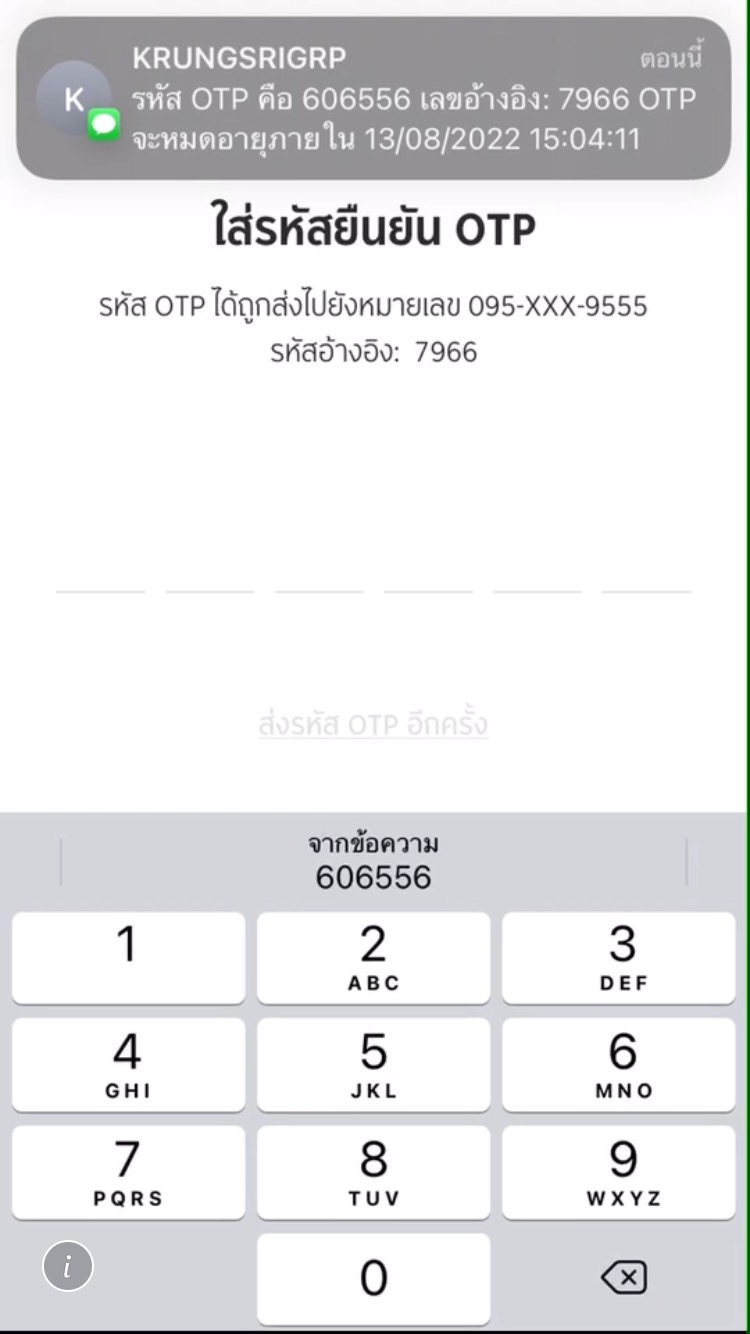 KRUNGSRIGRP
ตอนนี้
K
รหัส OTP คือ 606556 เลขอ้างอิง: 7966 OTP
จะหมดอายุภายใน 13/08/2022 15:04:11
ใส่รหัสยืนยัน OTP
รหัส OTP ได้ถูกส่งไปยังหมายเลข 095-XXX-9555
รหัสอ้างอิง: 7966
ส่งรหัส OTP อีกครั้ง
จากข้อความ
606556
1 2 3
ABC DEF
4 5 6
GHI JKL MNO
7 8 9
PQRS TUV WXYZ
i 0